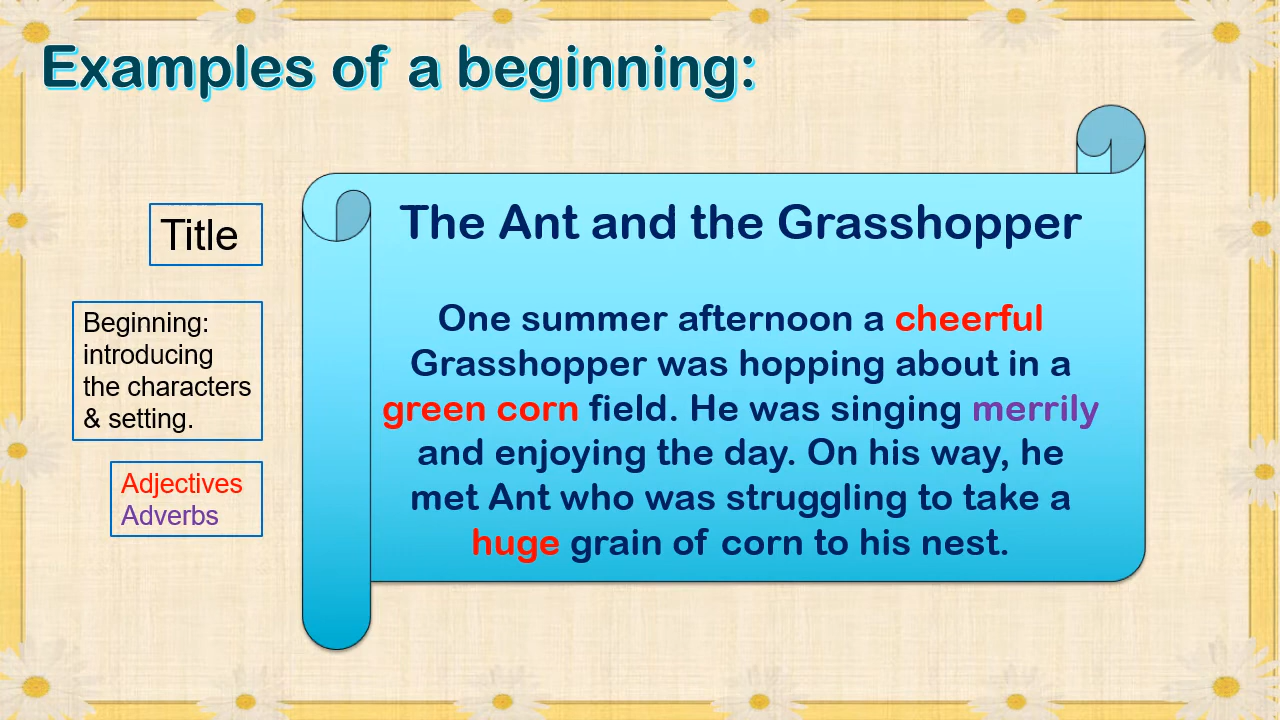 Examples of a beginning:
Title
The Ant and the Grasshopper
Beginning:
introducing
the characters
& setting.
Adjectives
Adverbs
One summer afternoon a cheerful
Grasshopper was hopping about in a
green corn field. He was singing merrily
and enjoying the day. On his way, he
met Ant who was struggling to take a
huge grain of corn to his nest.